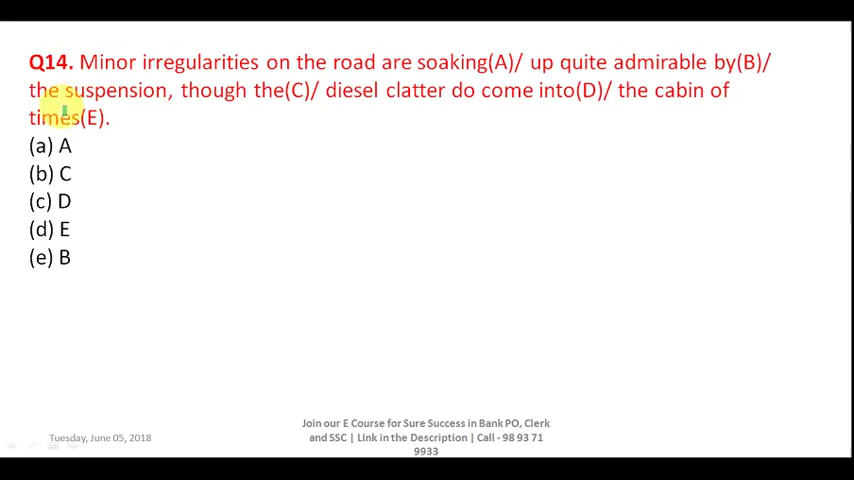 Q14. Minor irregularities on the road are soaking(A)/ up quite admirable by(B)/
the suspension, though the(C)/ diesel clatter do come into(D)/ the cabin of
times(E).
(a) A
(b) C
(c) D
(d) E
(e) B
Join our E Course for Sure Success in Bank PO, Clerk
Tuesday, June 05, 2018
and SSC | Link in the Description | Call - 98 93 71
9933